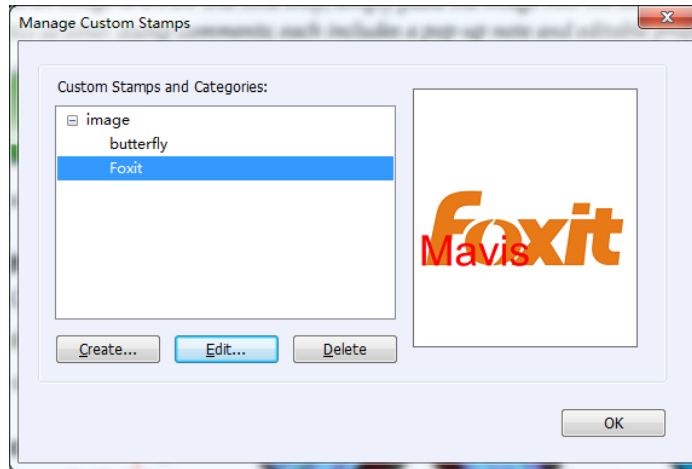 Manage Custom Stamps
Custom Stamps and Categories:
image
butterfly
Foxit
foxit
Mavis
Create...
Edit...
Delete
OK